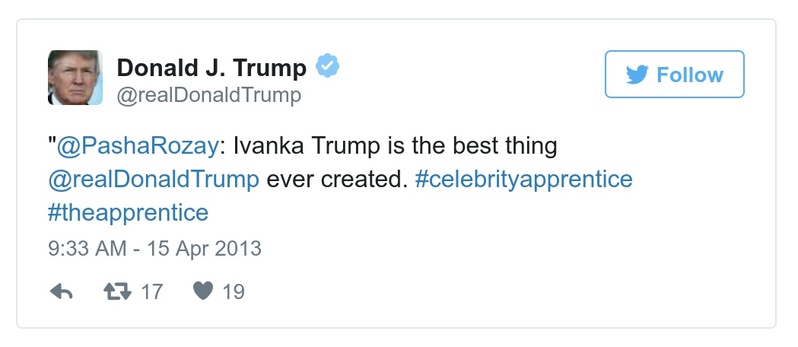 Donald J. Trump
@realDonaldTrump
Follow
"@PashaRozay: Ivanka Trump is the best thing
@realDonaldTrump ever created. #celebrityapprentice
#theapprentice
9:33 AM - 15 Apr 2013
17 19